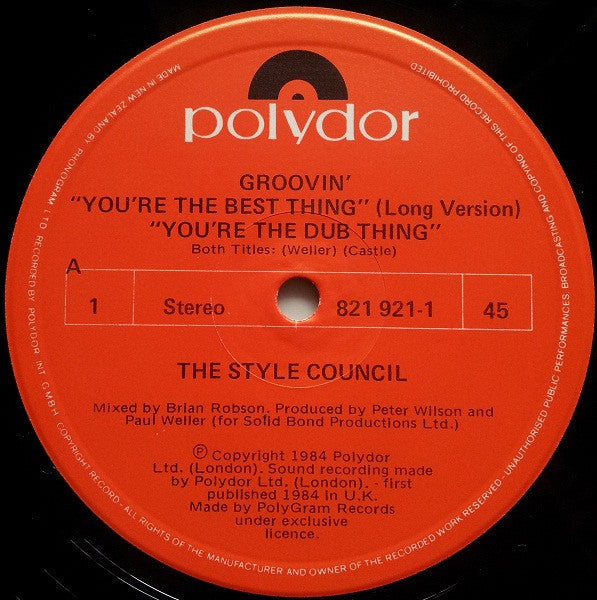 polydor
GROOVIN'
"YOU'RE THE BEST THING" (Long Version)
"YOU'RE THE DUB THING"
Both Titles: (Weller) (Castle)
A
1 Stereo 821 921-1 45
THE STYLE COUNCIL
Mixed by Brian Robson. Produced by Peter Wilson and
Paul Weller (for Solid Bond Productions Ltd.)
Ⓟ Copyright 1984 Polydor
Ltd. (London). Sound recording made
by Polydor Ltd. (London). - first
published 1984 in U.K.
Made by PolyGram Records
under exclusive
licence.
MADE IN NEW ZEALAND BY PHONOGRAM LTD RECORDED BY POLYDOR INT. G.M.B.H COPYRIGHT RECORD. - ALL RIGHTS OF THE MANUFACTURER AND OWNER OF THE RECORDED WORK RESERVED - UNAUTHORISED PUBLIC PERFORMANCES BROADCASTING AND COPYING OF THIS RECORD PROHIBITED